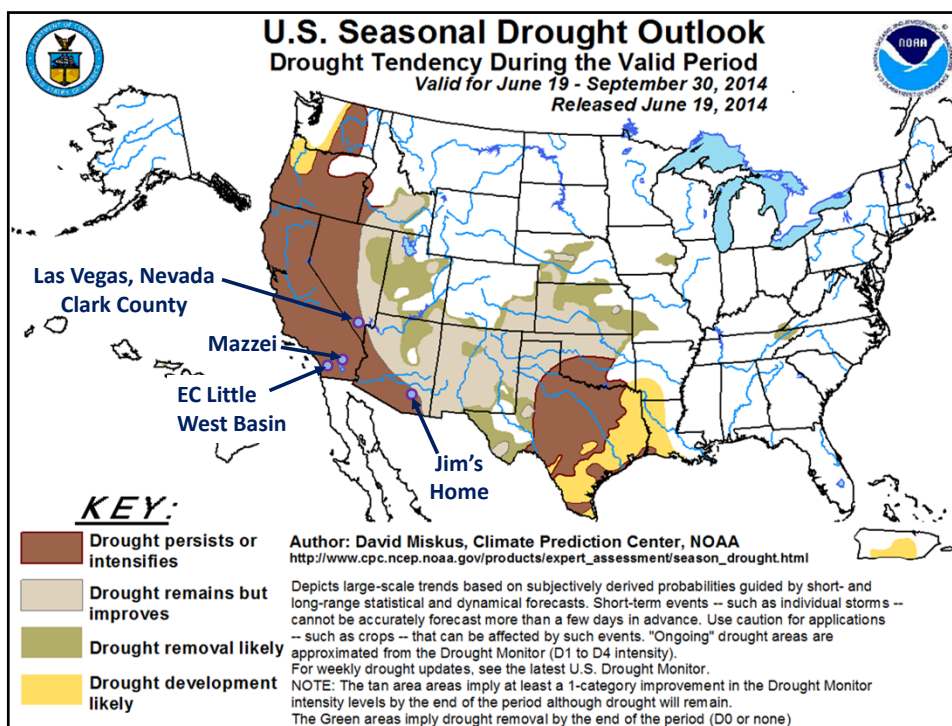 U.S. Seasonal Drought Outlook
Drought Tendency During the Valid Period
Valid for June 19 - September 30, 2014
Released June 19, 2014
NOAA
Las Vegas, Nevada
Clark County
Mazzei
EC Little
West Basin
Jim's
Home
KEY:
Drought persists or
intensifies
Drought remains but
improves
Drought removal likely
Drought development
likely
Author: David Miskus, Climate Prediction Center, NOAA
http://www.cpc.ncep.noaa.gov/products/expert_assessment/season_drought.html
Depicts large-scale trends based on subjectively derived probabilities guided by short- and
long-range statistical and dynamical forecasts. Short-term events -- such as individual storms --
cannot be accurately forecast more than a few days in advance. Use caution for applications
-- such as crops -- that can be affected by such events. "Ongoing" drought areas are
approximated from the Drought Monitor (D1 to D4 intensity).
For weekly drought updates, see the latest U.S. Drought Monitor.
NOTE: The tan area areas imply at least a 1-category improvement in the Drought Monitor
intensity levels by the end of the period although drought will remain.
The Green areas imply drought removal by the end of the period (D0 or none)